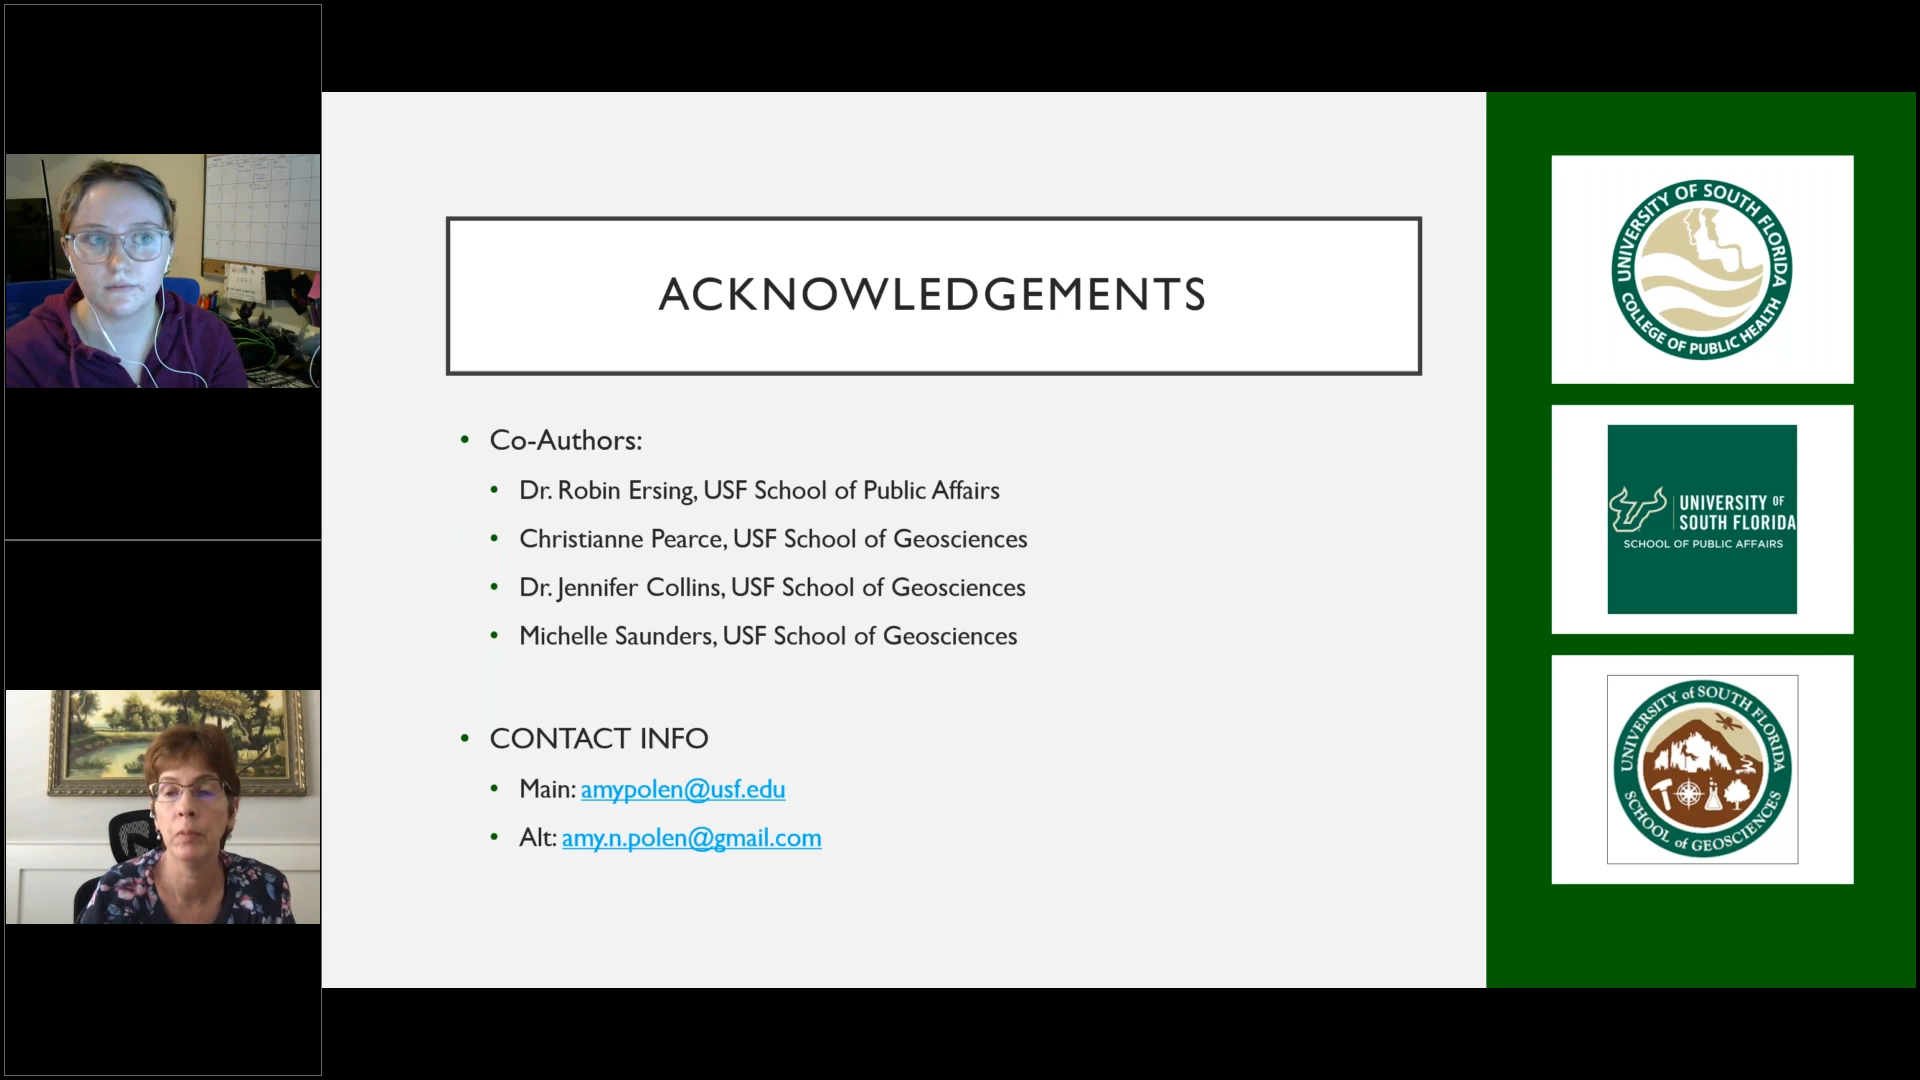 ACKNOWLEDGEMENTS
• Co-Authors:
• Dr. Robin Ersing, USF School of Public Affairs
• Christianne Pearce, USF School of Geosciences
• Dr. Jennifer Collins, USF School of Geosciences
• Michelle Saunders, USF School of Geosciences
• CONTACT INFO
• Main: amypolen@usf.edu
• Alt: amy.n.polen@gmail.com
UNIVERSITY OF SOUTH FLORIDA
COLLEGE OF PUBLIC HEALTH
UNIVERSITY OF
SOUTH FLORIDA
SCHOOL OF PUBLIC AFFAIRS
UNIVERSITY of SOUTH FLORIDA
SCHOOL of GEOSCIENCES